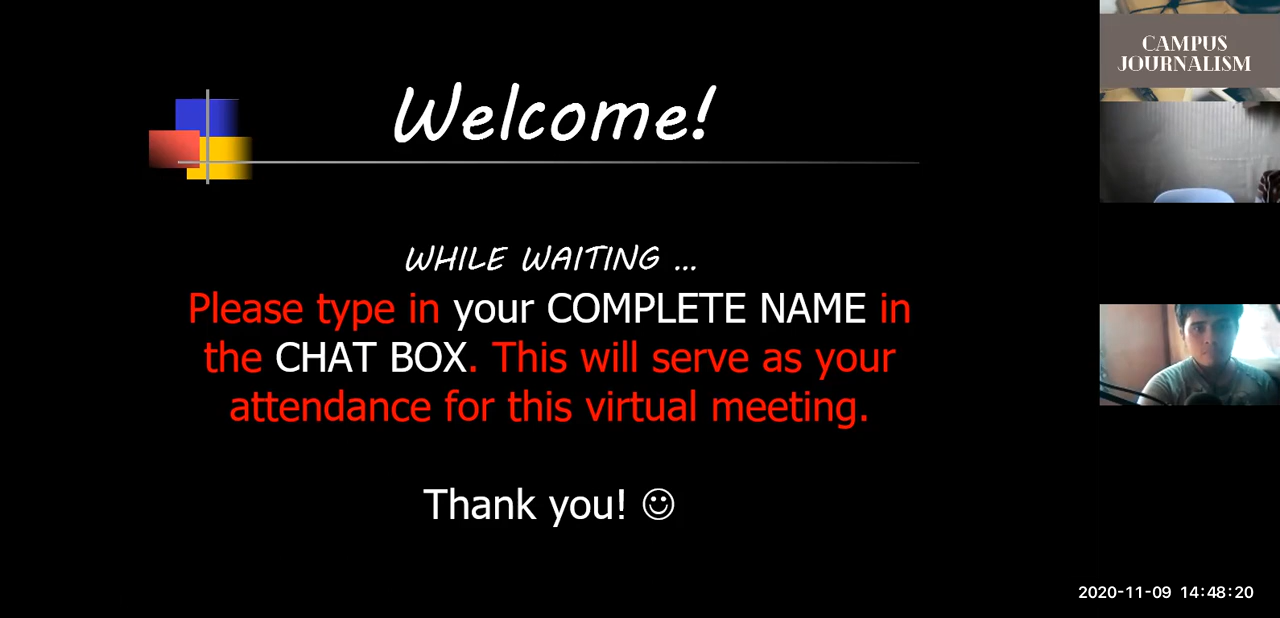 Welcome!
WHILE WAITING ...
Please type in your COMPLETE NAME in
the CHAT BOX. This will serve as your
attendance for this virtual meeting.
Thank you! ☺
CAMPUS
JOURNALISM
2020-11-09 14:48:20